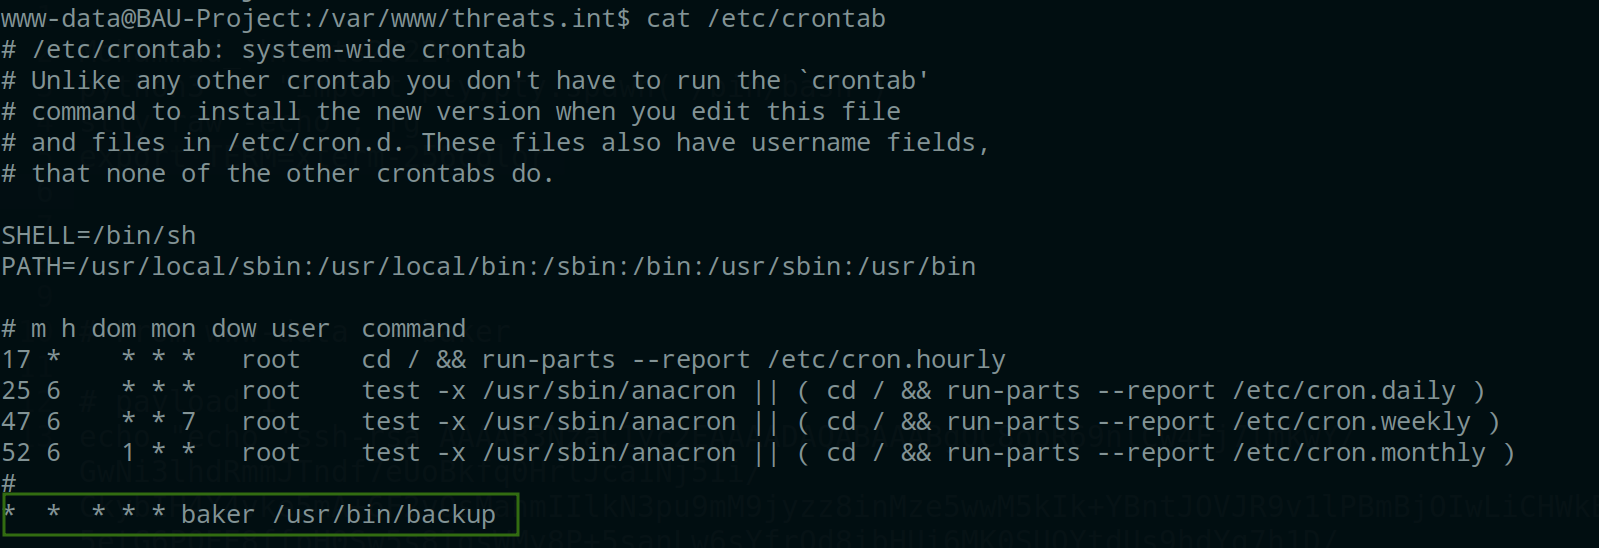 www-data@BAU-Project:/var/www/threats.int$ cat /etc/crontab
# /etc/crontab: system-wide crontab
# Unlike any other crontab you don't have to run the `crontab'
# command to install the new version when you edit this file
# and files in /etc/cron.d. These files also have username fields,
# that none of the other crontabs do.
SHELL=/bin/sh
PATH=/usr/local/sbin:/usr/local/bin:/sbin:/bin:/usr/sbin:/usr/bin
# m h dom mon dow user  command
17 *    * * *   root    cd / && run-parts --report /etc/cron.hourly
25 6    * * *   root    test -x /usr/sbin/anacron || ( cd / && run-parts --report /etc/cron.daily )
47 6    * * 7   root    test -x /usr/sbin/anacron || ( cd / && run-parts --report /etc/cron.weekly )
52 6    1 * *   root    test -x /usr/sbin/anacron || ( cd / && run-parts --report /etc/cron.monthly )
#
*  *  * * * baker /usr/bin/backup